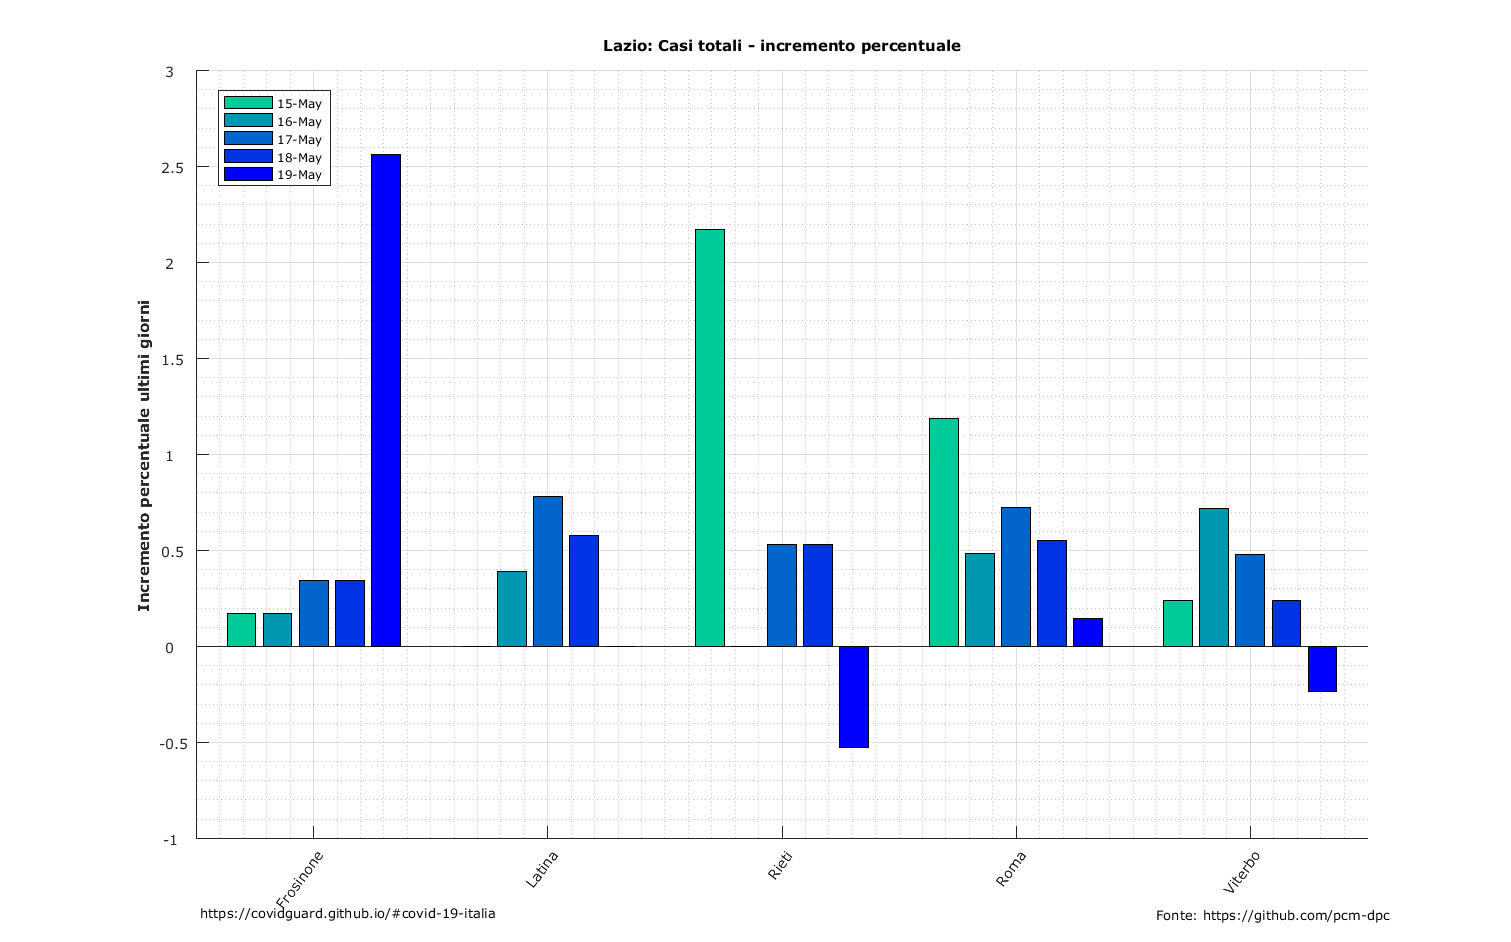 Lazio: Casi totali - incremento percentuale
3
2.5
2
1.5
1
0.5
0
-0.5
-1
Incremento percentuale ultimi giorni
15-May
16-May
17-May
18-May
19-May
Frosinone
Latina
Rieti
Roma
Viterbo
https://covidguard.github.io/#covid-19-italia
Fonte: https://github.com/pcm-dpc